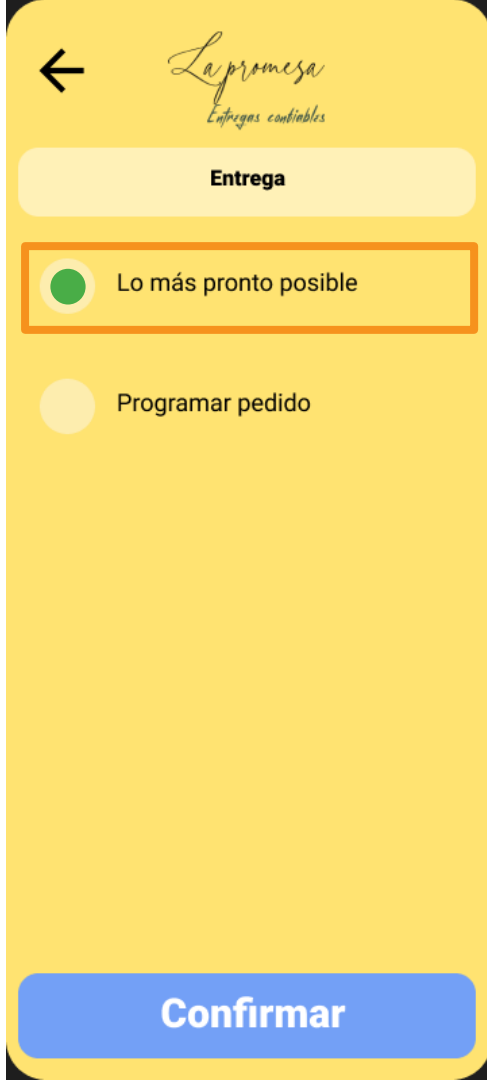 La promesa
Entregas confiables
Entrega
Lo más pronto posible
Programar pedido
Confirmar